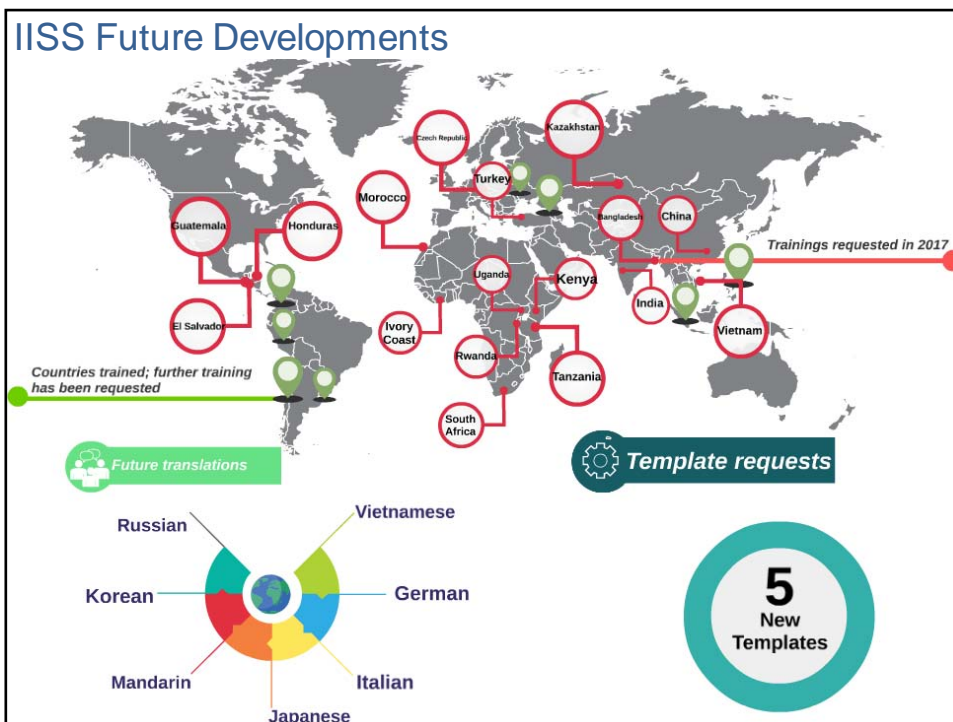 IISS Future Developments
Czech Republic
Kazakhstan
Turkey
Morocco
Bangladesh
China
Guatemala
Honduras
Trainings requested in 2017
Uganda
Kenya
India
El Salvador
Ivory
Coast
Vietnam
Rwanda
Tanzania
Countries trained; further training
has been requested
South
Africa
Future translations
Template requests
Russian
Vietnamese
Korean
German
Mandarin
Italian
Japanese
5
New
Templates